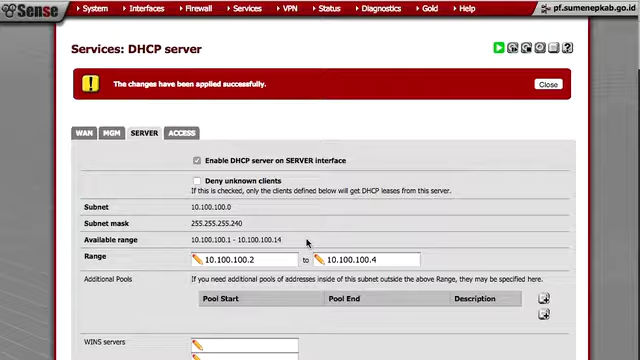 Sense
System Interfaces Firewall Services VPN Status Diagnostics Gold Help
pf.sumenepkab.go.id
Services: DHCP server
The changes have been applied successfully.
Close
WAN MGM SERVER ACCESS
Enable DHCP server on SERVER interface
Deny unknown clients
If this is checked, only the clients defined below will get DHCP leases from this server.
Subnet 10.100.100.0
Subnet mask 255.255.255.240
Available range 10.100.100.1 - 10.100.100.14
Range 10.100.100.2 to 10.100.100.4
Additional Pools If you need additional pools of addresses inside of this subnet outside the above Range, they may be specified here.
Pool Start Pool End Description
WINS servers